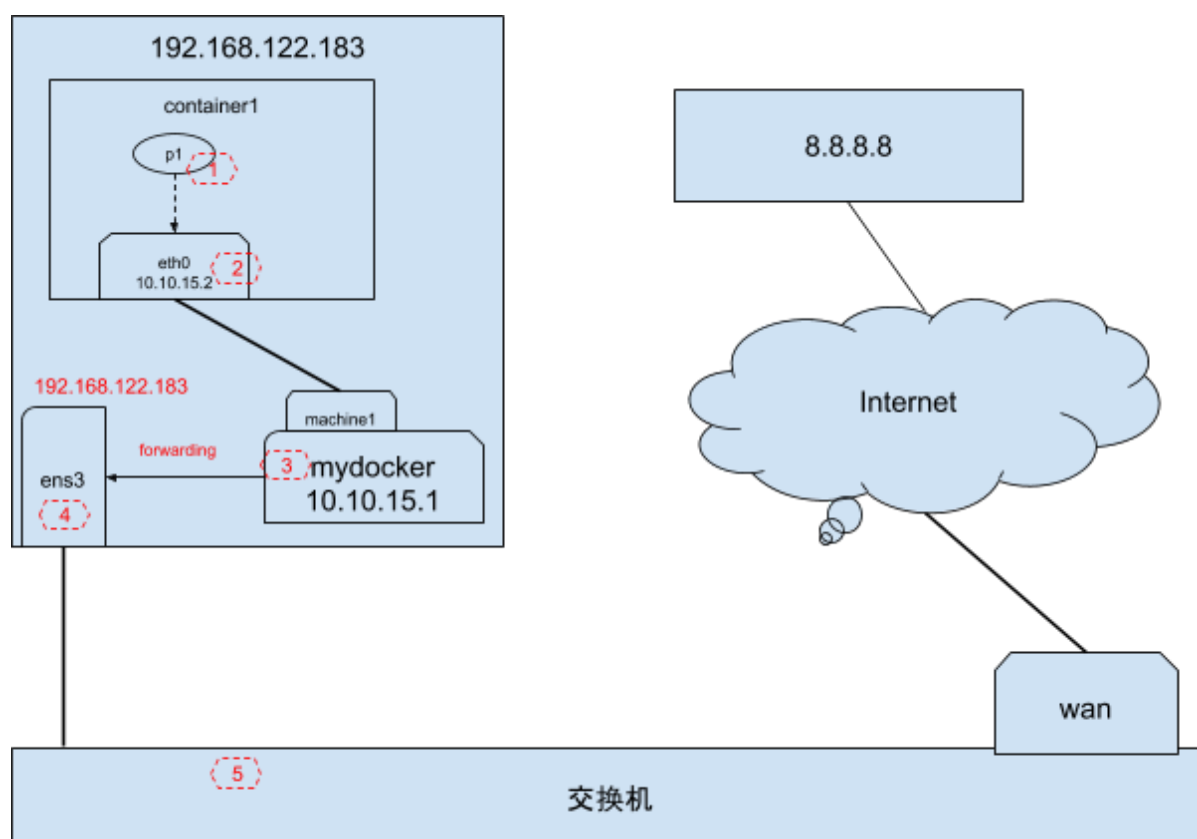 192.168.122.183
container1
p1
1
eth0
10.10.15.2
2
192.168.122.183
machine1
forwarding
3
mydocker
10.10.15.1
ens3
4
8.8.8.8
Internet
wan
5
交换机